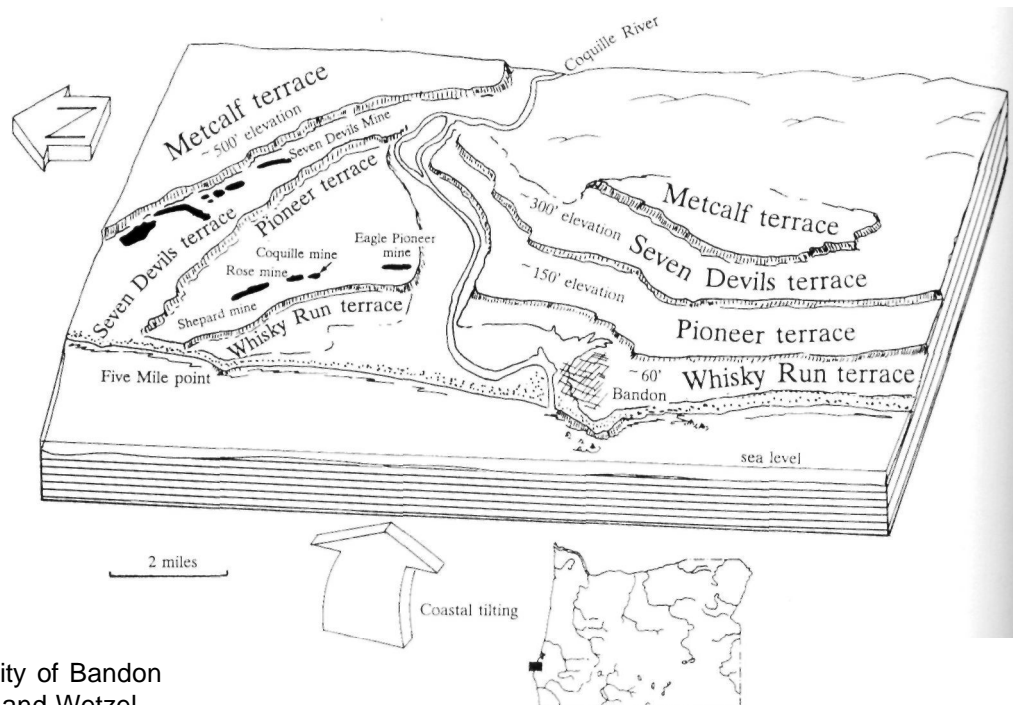 Coquille River
N
Metcalf terrace
~500' elevation
Seven Devils Mine
Pioneer terrace
Seven Devils terrace
Coquille mine
Eagle Pioneer
mine
Rose mine
Shepard mine
Whisky Run terrace
Five Mile point
Metcalf terrace
~300' elevation
Seven Devils terrace
~150' elevation
Pioneer terrace
~60'
Whisky Run terrace
Bandon
sea level
2 miles
Coastal tilting
ity of Bandon